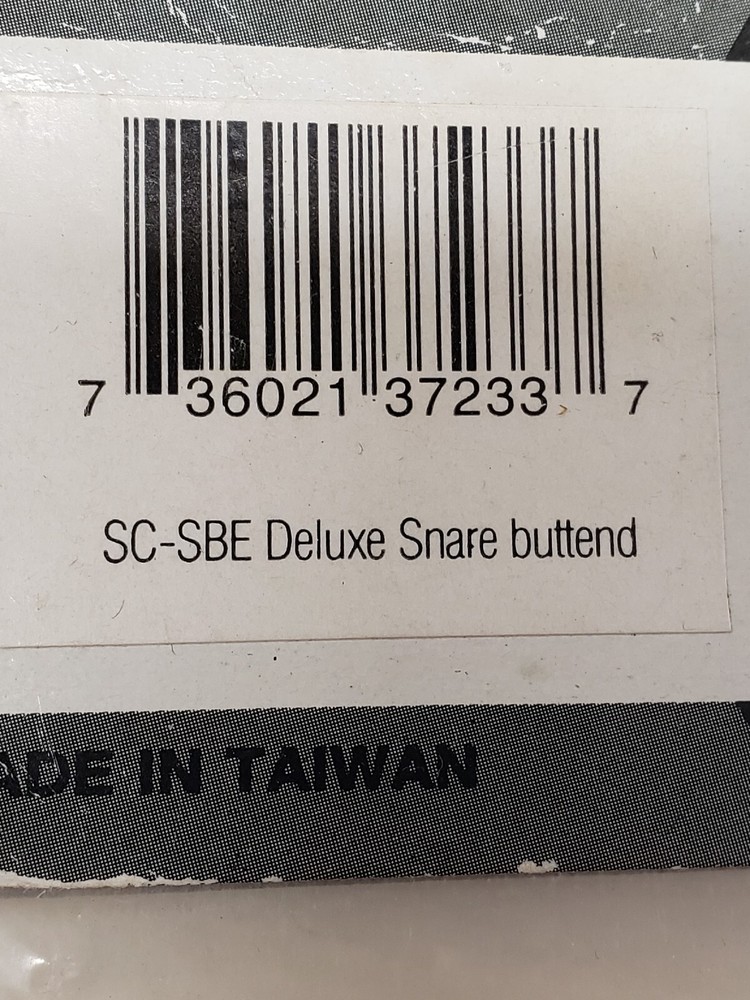 7 36021 37233 7
SC-SBE Deluxe Snare buttend
ADE IN TAIWAN